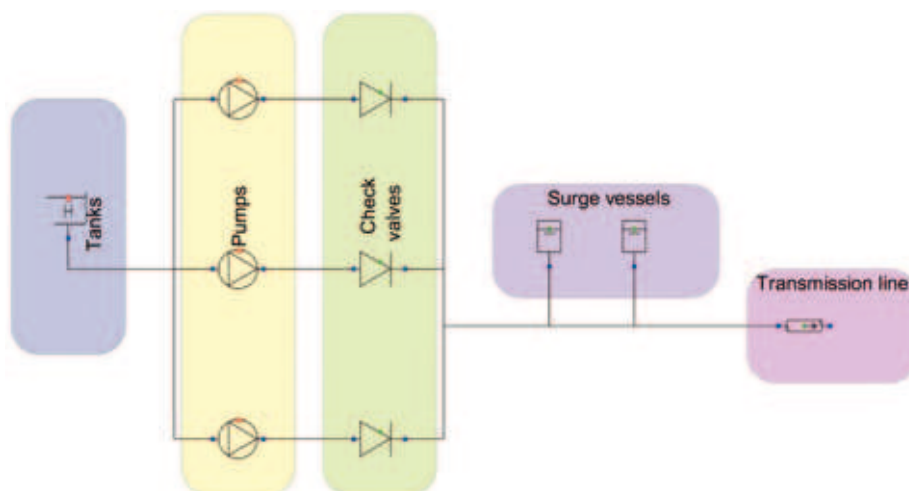 Tanks
Pumps
Check
valves
Surge vessels
Transmission line